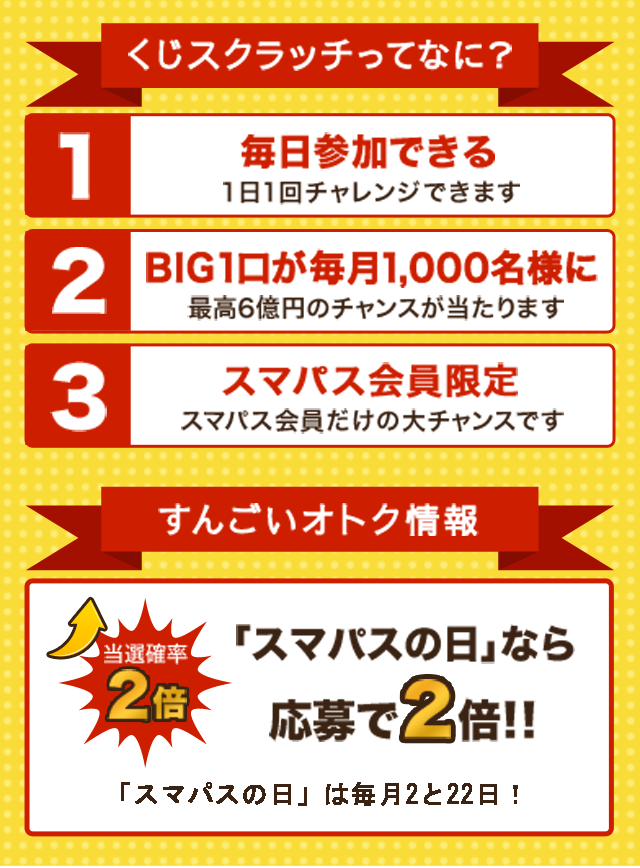 くじスクラッチってなに？
1
毎日参加できる
1日1回チャレンジできます
2
BIG1口が毎月1,000名様に
最高6億円のチャンスが当たります
3
スマパス会員限定
スマパス会員だけの大チャンスです
すんごいオトク情報
当選確率
2倍
「スマパスの日」なら
応募で2倍!!
「スマパスの日」は毎月2と22日！